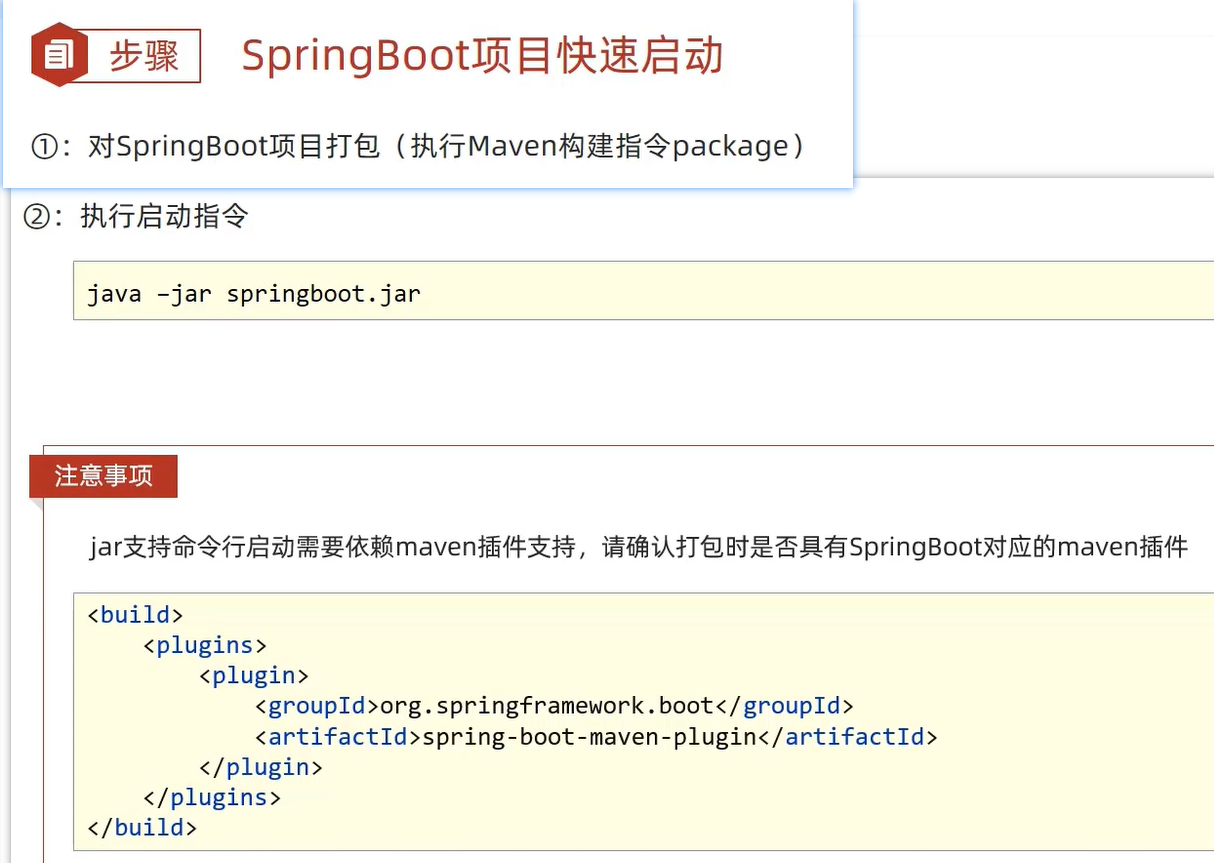 步骤 SpringBoot项目快速启动
①：对SpringBoot项目打包（执行Maven构建指令package）
②：执行启动指令
java –jar springboot.jar
注意事项
jar支持命令行启动需要依赖maven插件支持，请确认打包时是否具有SpringBoot对应的maven插件
<build>
    <plugins>
        <plugin>
            <groupId>org.springframework.boot</groupId>
            <artifactId>spring-boot-maven-plugin</artifactId>
        </plugin>
    </plugins>
</build>